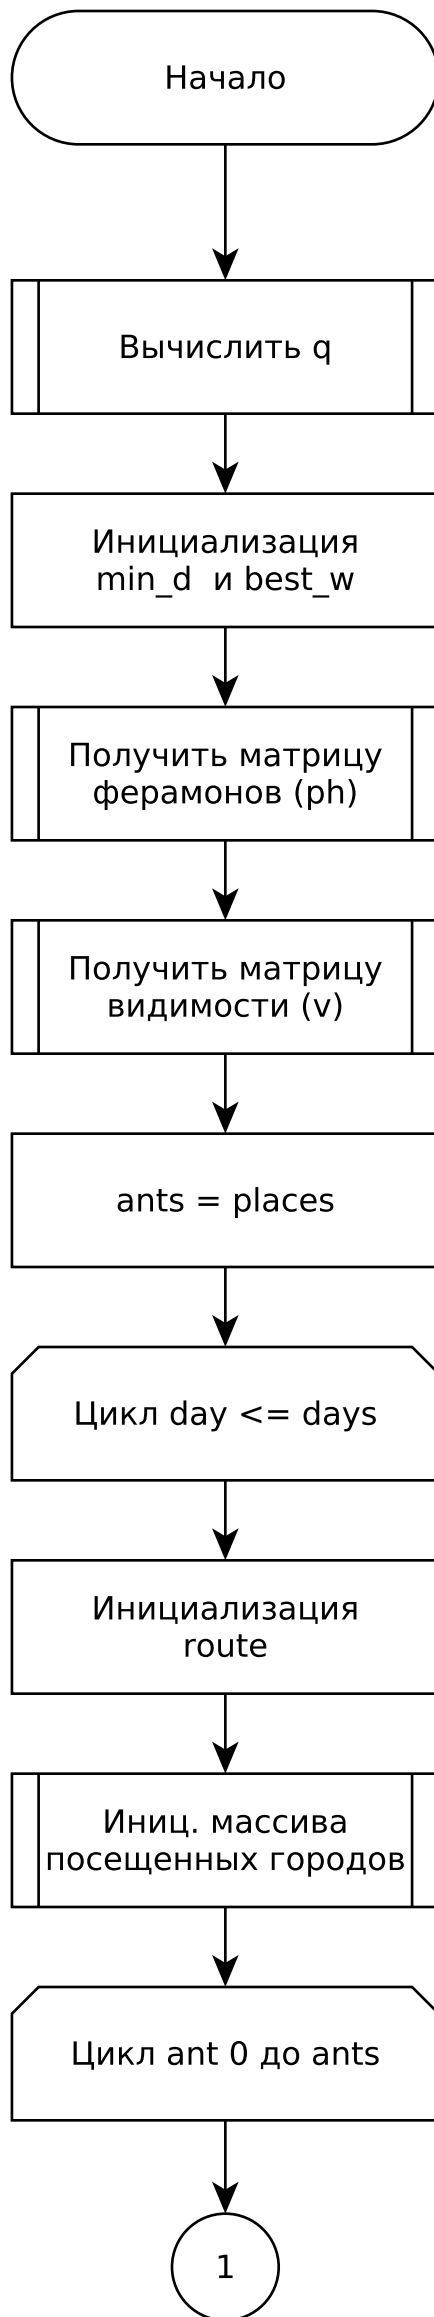 Начало
Вычислить q
Инициализация
min_d и best_w
Получить матрицу
ферамонов (ph)
Получить матрицу
видимости (v)
ants = places
Цикл day <= days
Инициализация
route
Иниц. массива
посещенных городов
Цикл ant 0 до ants
1